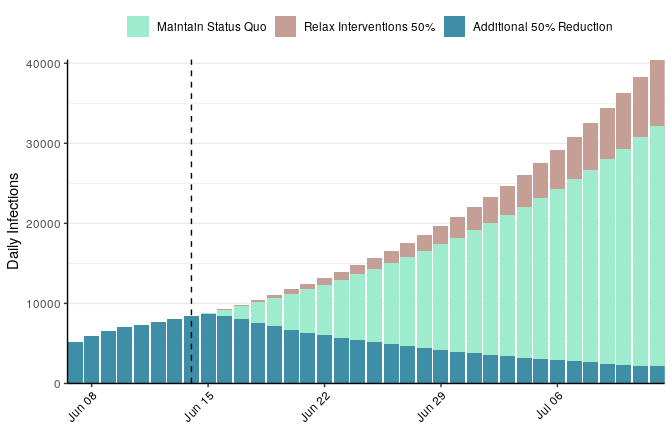 Maintain Status Quo Relax Interventions 50% Additional 50% Reduction
Daily Infections
40000
30000
20000
10000
0
Jun 08 Jun 15 Jun 22 Jun 29 Jul 06